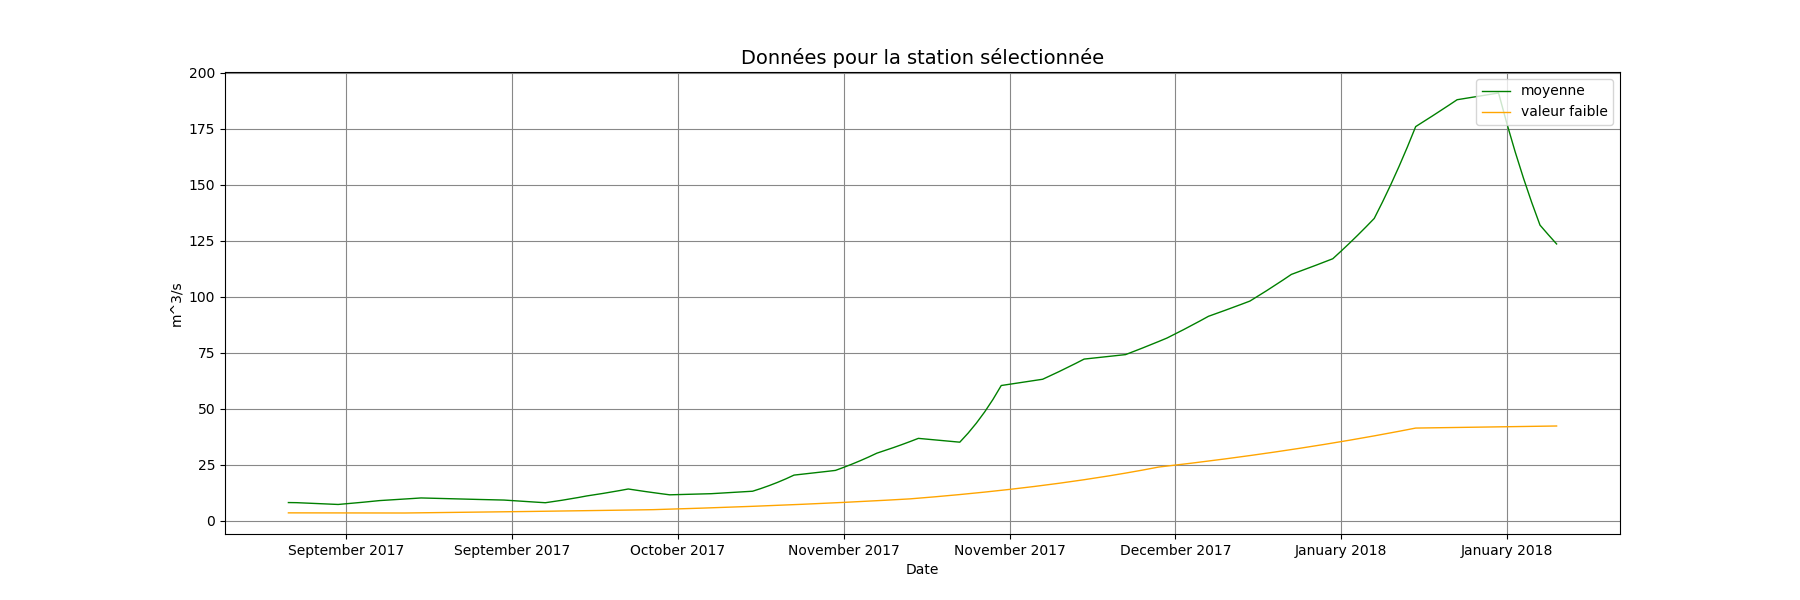 Données pour la station sélectionnée
moyenne
valeur faible
200
175
150
125
100
75
50
25
0
m^3/s
September 2017 September 2017 October 2017 November 2017 November 2017 December 2017 January 2018 January 2018
Date